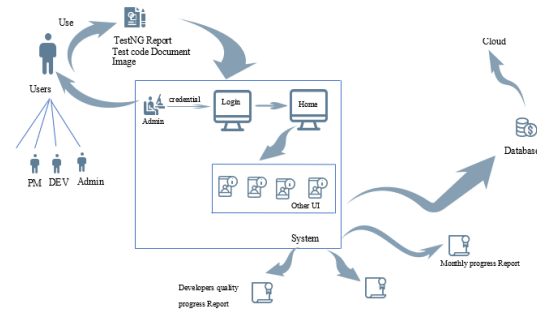 Use
TestNG Report
Test code Document
Image
Cloud
Users
credential
Login
Home
Admin
Database
PM DEV Admin
Other UI
System
Monthly progress Report
Developers quality
progress Report